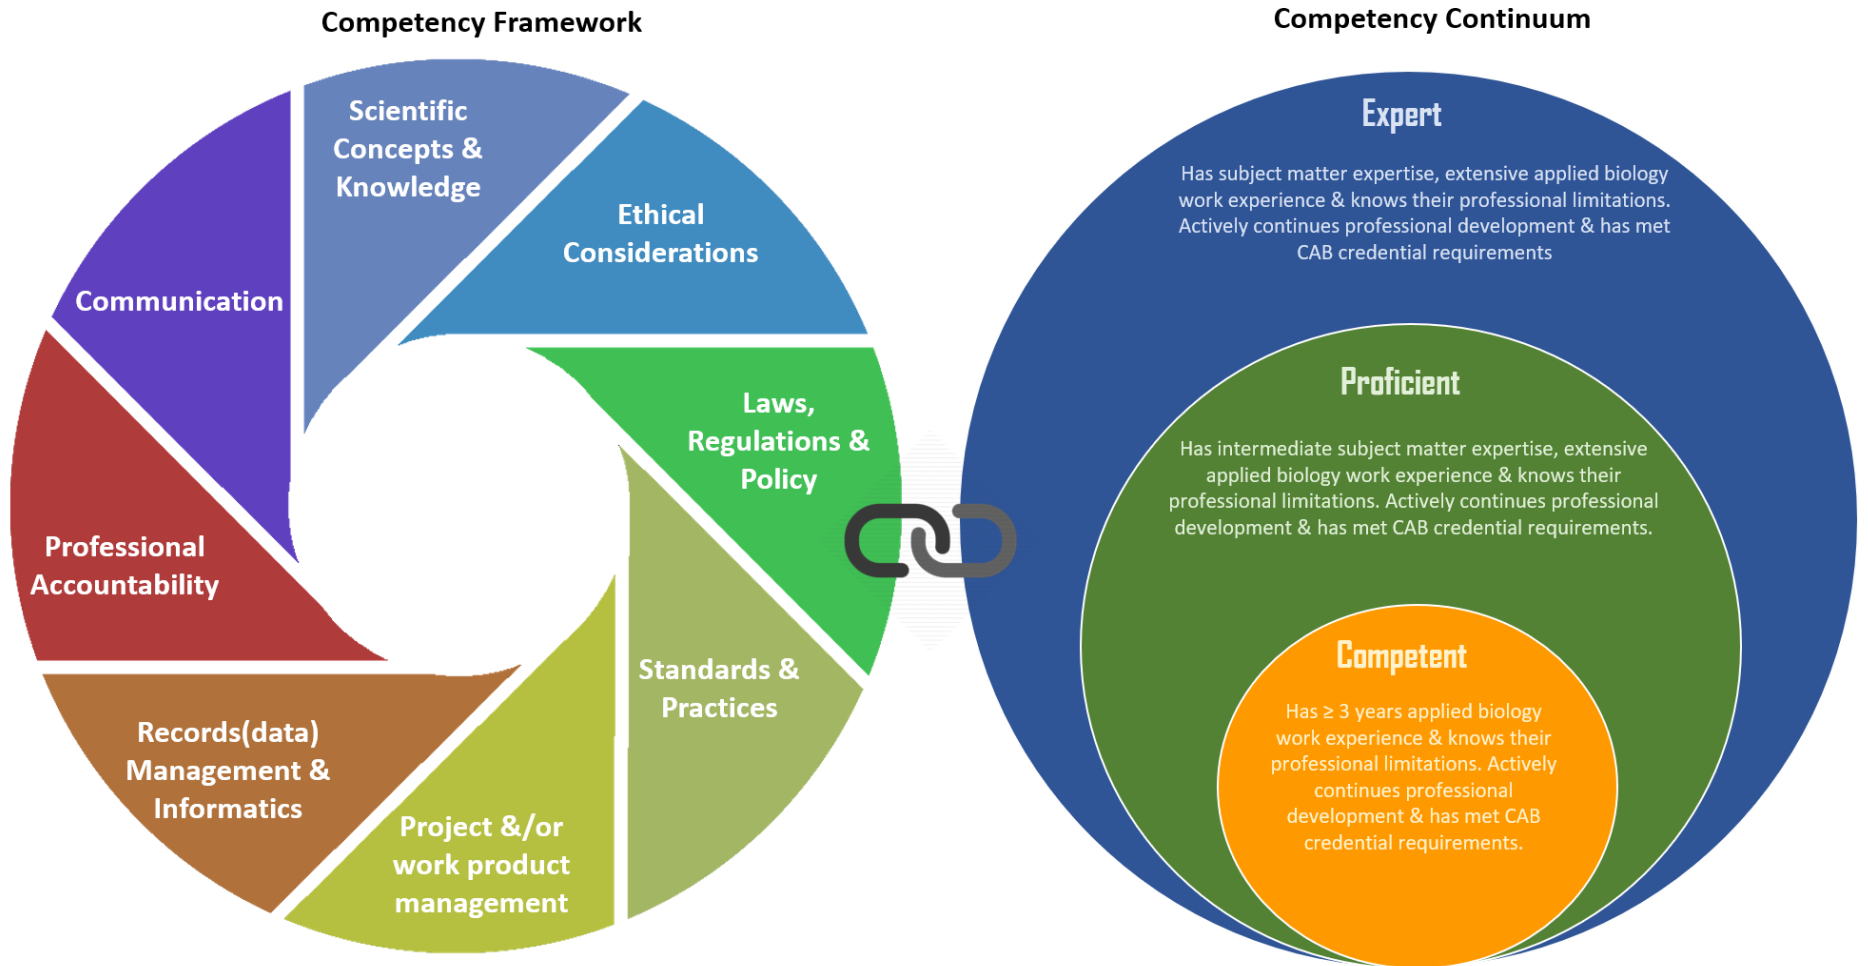 Competency Framework
Scientific
Concepts &
Knowledge
Ethical
Considerations
Laws,
Regulations &
Policy
Standards &
Practices
Project &/or
work product
management
Records(data)
Management &
Informatics
Professional
Accountability
Communication
Competency Continuum
Expert
Has subject matter expertise, extensive applied biology
work experience & knows their professional limitations.
Actively continues professional development & has met
CAB credential requirements
Proficient
Has intermediate subject matter expertise, extensive
applied biology work experience & knows their
professional limitations. Actively continues professional
development & has met CAB credential requirements.
Competent
Has ≥ 3 years applied biology
work experience & knows their
professional limitations. Actively
continues professional
development & has met CAB
credential requirements.